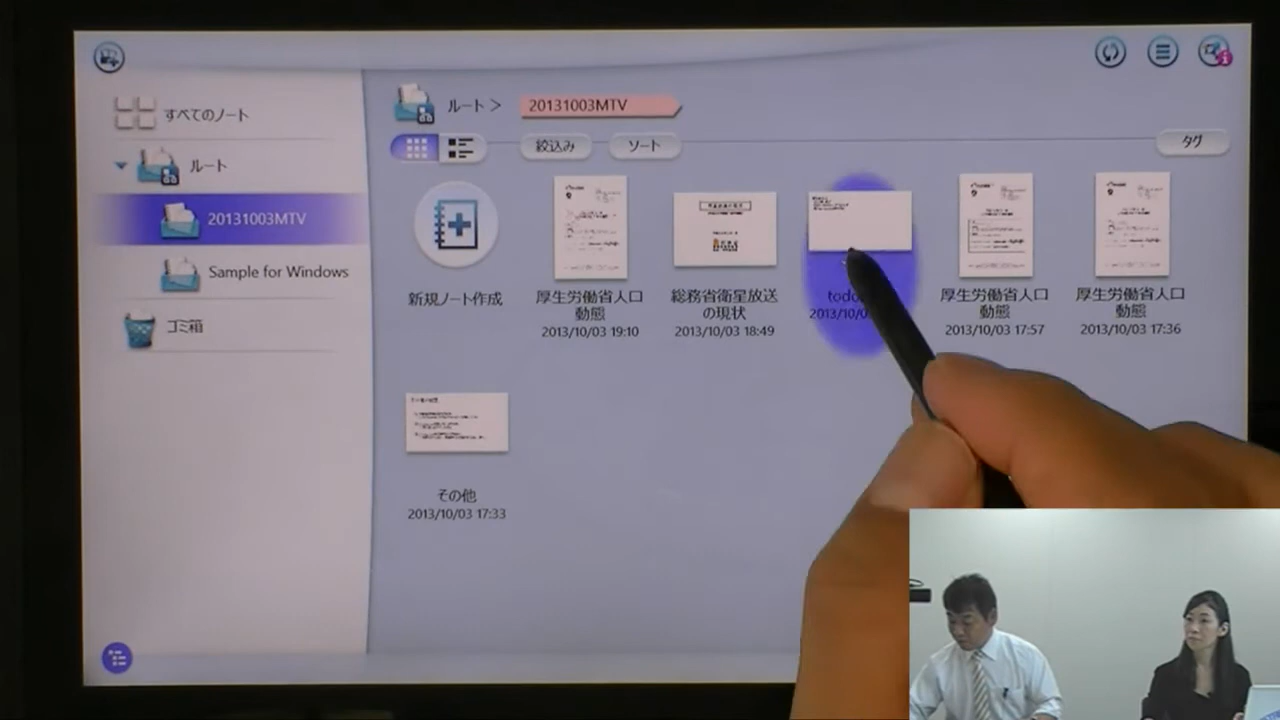 すべてのノート
ルート
20131003MTV
Sample for Windows
ゴミ箱
ルート >
20131003MTV
絞込み
ソート
タグ
新規ノート作成
厚生労働省人口
動態
2013/10/03 19:10
総務省衛星放送
の現状
2013/10/03 18:49
todo
2013/10/0
厚生労働省人口
動態
2013/10/03 17:57
厚生労働省人口
動態
2013/10/03 17:36
その他
2013/10/03 17:33